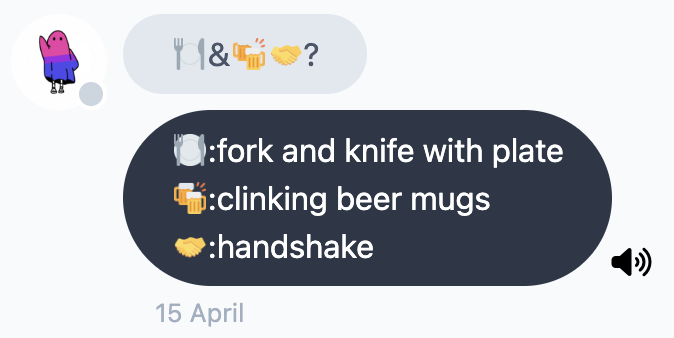 🍽️&🍻🤝?
🍽️:fork and knife with plate
🍻:clinking beer mugs
🤝:handshake
15 April